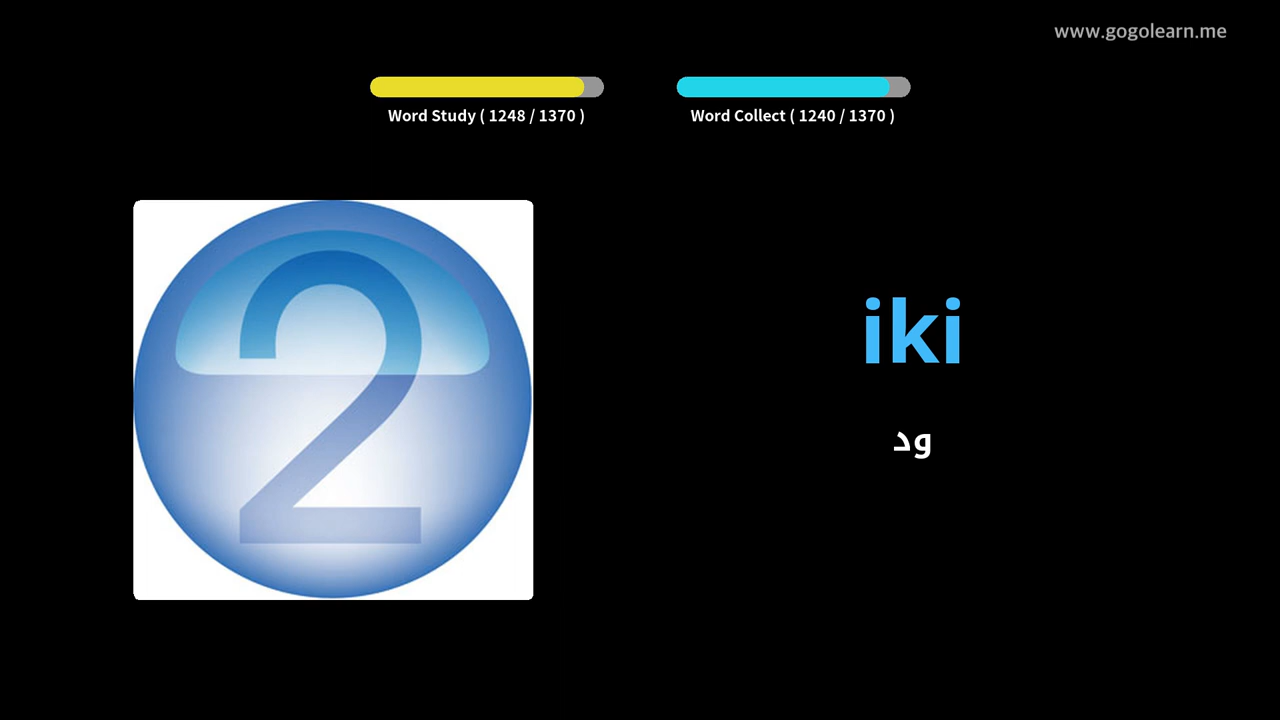 www.gogolearn.me
Word Study ( 1248 / 1370 )
Word Collect ( 1240 / 1370 )
2
iki
ود